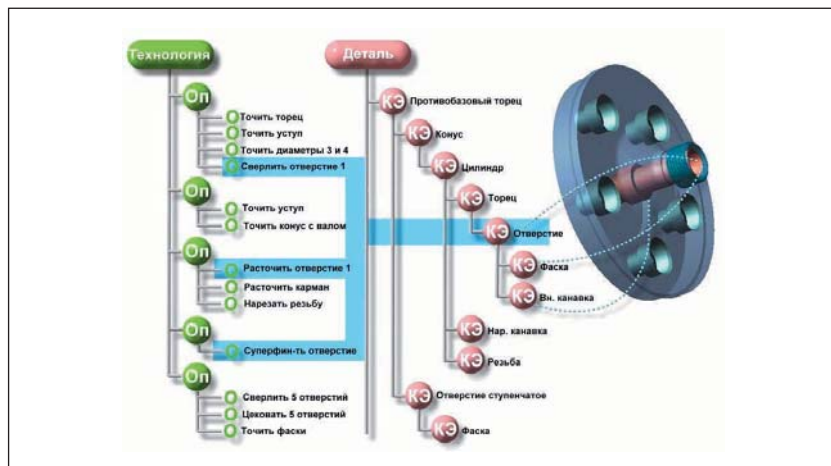 Технология
Оп
О Точить торец
О Точить уступ
О Точить диаметры 3 и 4
О Сверлить отверстие 1
Оп
О Точить уступ
О Точить конус с валом
Оп
О Расточить отверстие 1
О Расточить карман
О Нарезать резьбу
Оп
О Суперфин-ть отверстие
Оп
О Сверлить 5 отверстий
О Цековать 5 отверстий
О Точить фаски
Деталь
КЭ Противобазовый торец
КЭ Конус
КЭ Цилиндр
КЭ Торец
КЭ Отверстие
КЭ Фаска
КЭ Вн. канавка
КЭ Нар. канавка
КЭ Резьба
КЭ Отверстие ступенчатое
КЭ Фаска